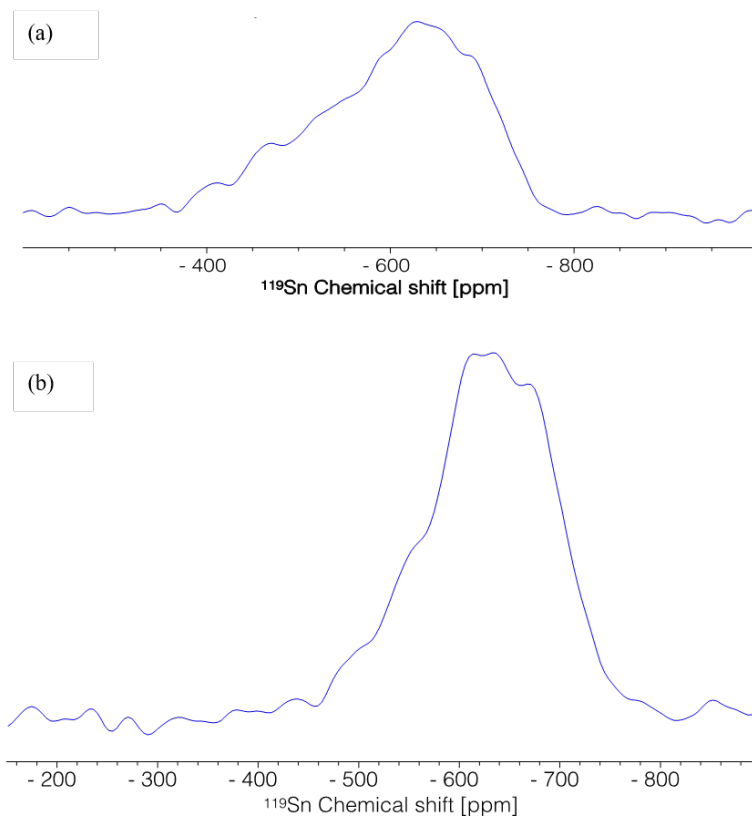 (a)
- 400 - 600 - 800
¹¹⁹Sn Chemical shift [ppm]
(b)
- 200 - 300 - 400 - 500 - 600 - 700 - 800
¹¹⁹Sn Chemical shift [ppm]